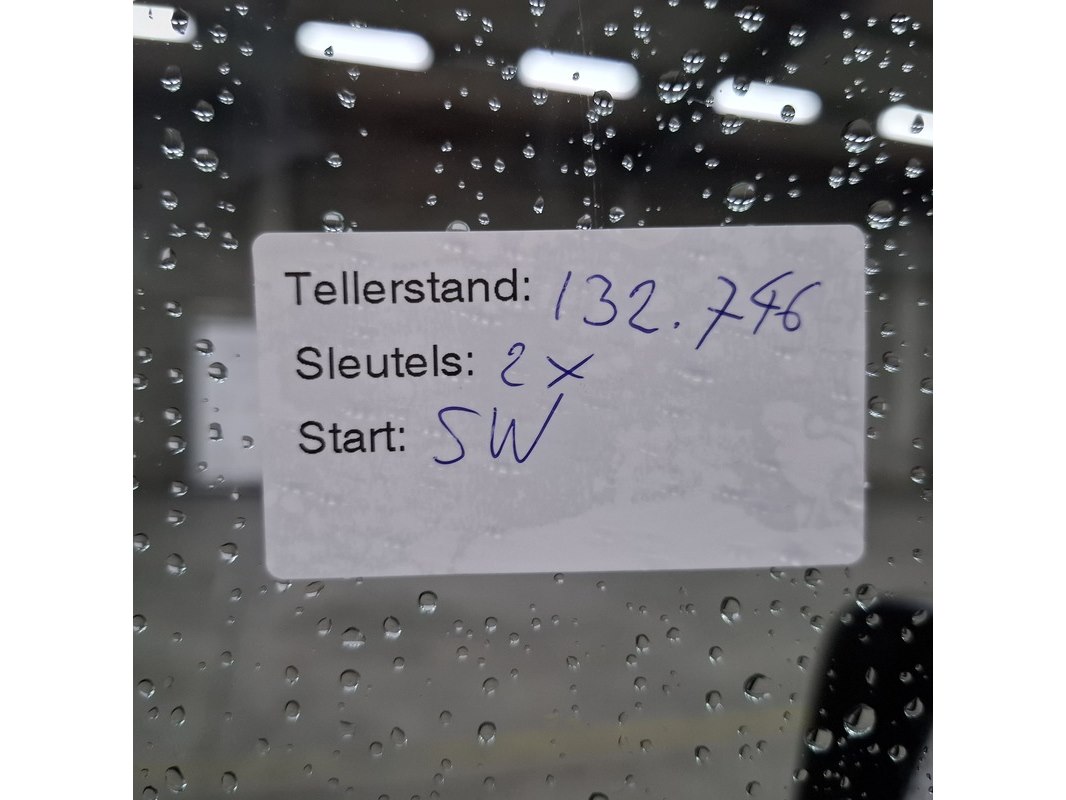 Tellerstand: 132.746
Sleutels: 2x
Start: SW